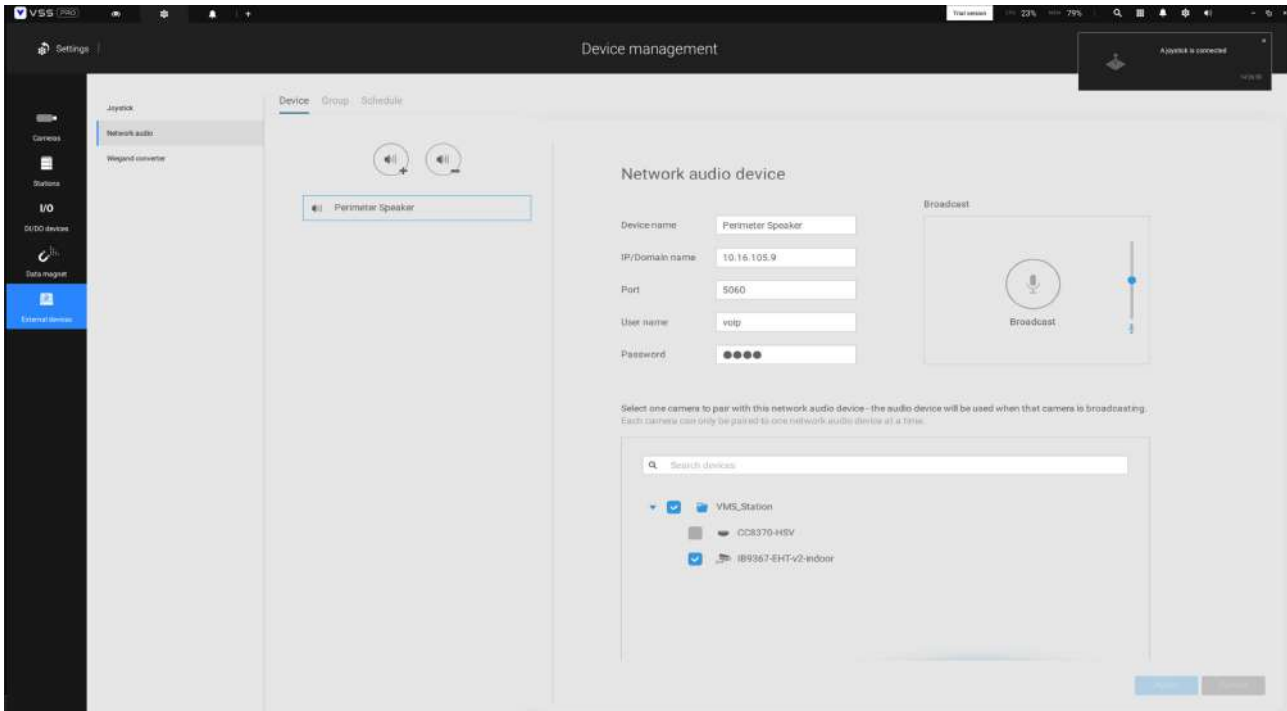 VSS PRO
Trial version
23%
79%
Settings
Device management
A joystick is connected
Cameras
Stations
I/O
DI/DO devices
Data magnet
External devices
Joystick
Network audio
Wiegand converter
Device Group Schedule
Perimeter Speaker
Network audio device
Device name Perimeter Speaker
IP/Domain name 10.16.105.9
Port 5060
User name voip
Password
Broadcast
Broadcast
Select one camera to pair with this network audio device - the audio device will be used when that camera is broadcasting.
Each camera can only be paired to one network audio device at a time.
Search devices
VMS_Station
CC8370-HSV
IB9367-EHT-v2-indoor